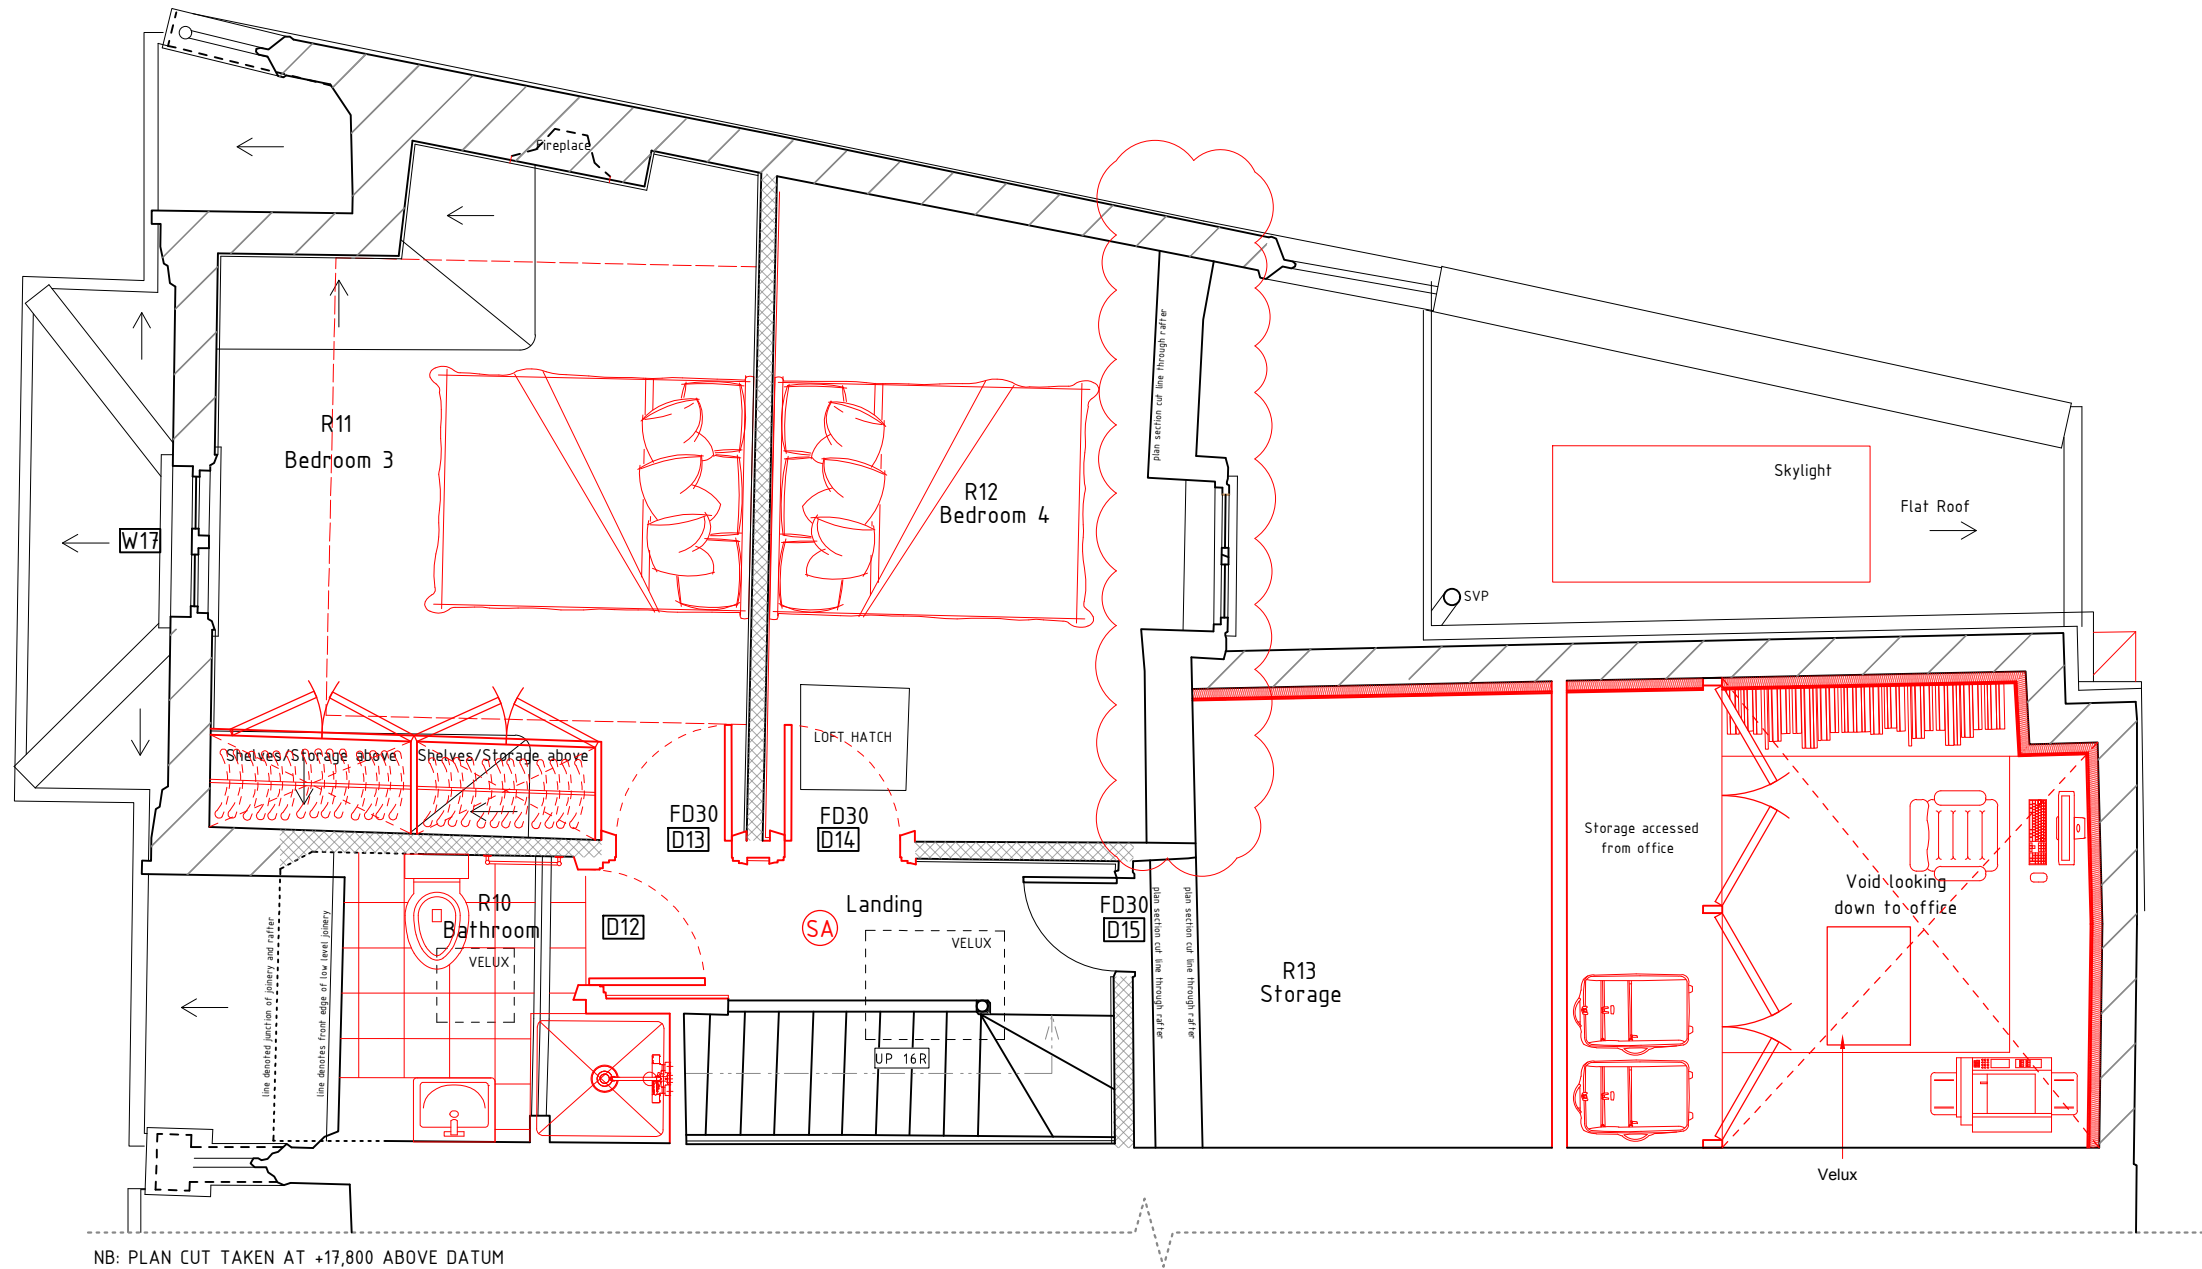 Fireplace
plan section cut line through rafter
R11
Bedroom 3
R12
Bedroom 4
Skylight
Flat Roof
W17
SVP
LOFT HATCH
Shelves/Storage above
Shelves/Storage above
FD30
D13
FD30
D14
Storage accessed
from office
Void looking
down to office
R10
Bathroom
D12
SA
Landing
FD30
D15
VELUX
VELUX
line denoted junction of joinery and rafter
line denotes front edge of low level joinery
plan section cut line through rafter
plan section cut line through rafter
R13
Storage
UP 16R
Velux
NB: PLAN CUT TAKEN AT +17,800 ABOVE DATUM